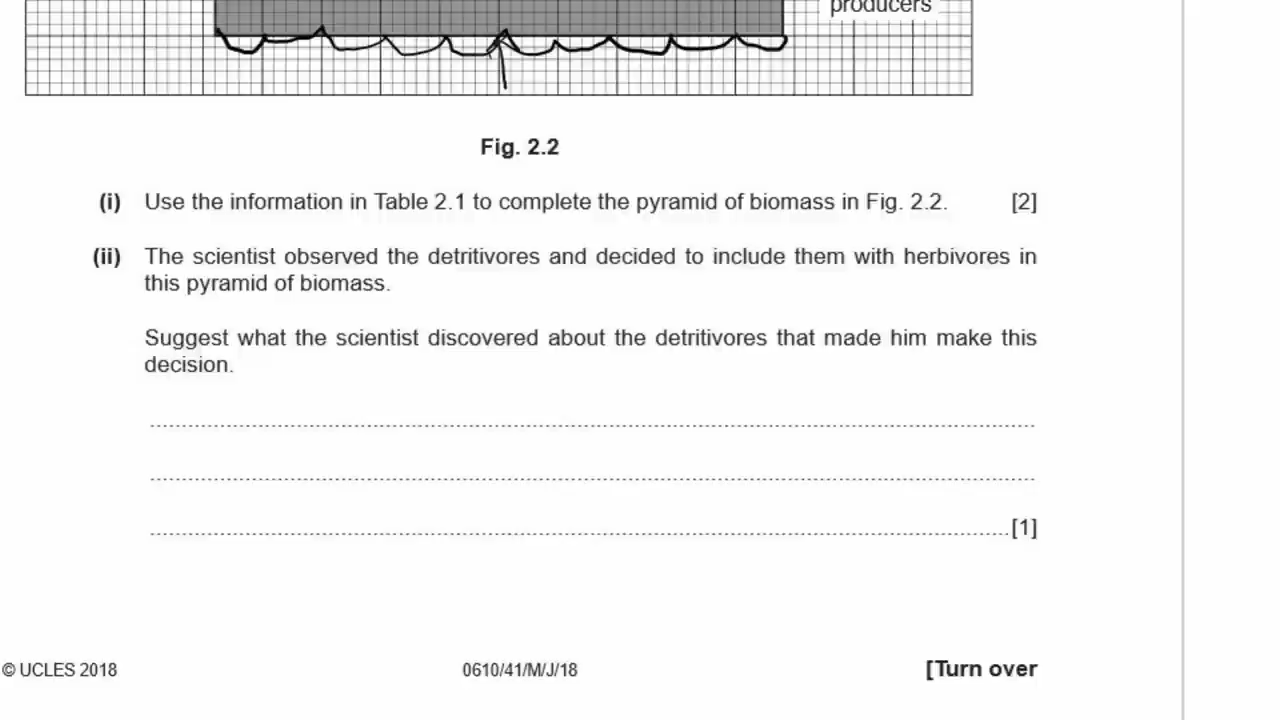 producers
Fig. 2.2
(i) Use the information in Table 2.1 to complete the pyramid of biomass in Fig. 2.2. [2]
(ii) The scientist observed the detritivores and decided to include them with herbivores in
this pyramid of biomass.
Suggest what the scientist discovered about the detritivores that made him make this
decision.
[1]
© UCLES 2018 0610/41/M/J/18 [Turn over